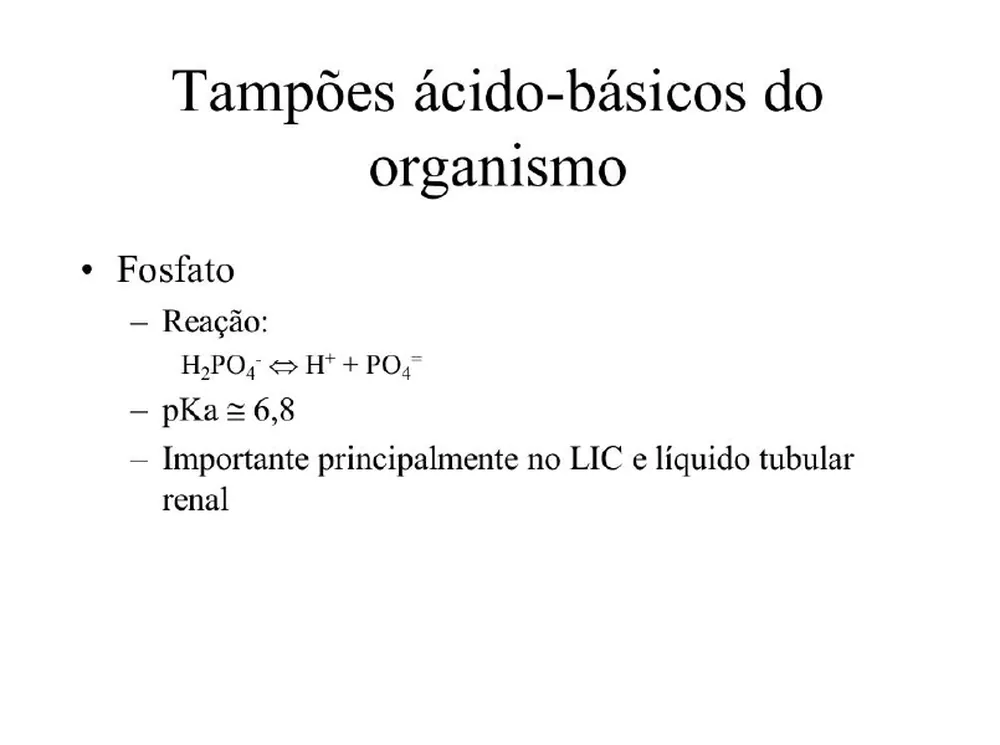 Tampões ácido-básicos do
organismo
• Fosfato
– Reação:
H₂PO₄⁻ ⇔ H⁺ + PO₄⁼
– pKa ≅ 6,8
– Importante principalmente no LIC e líquido tubular
renal